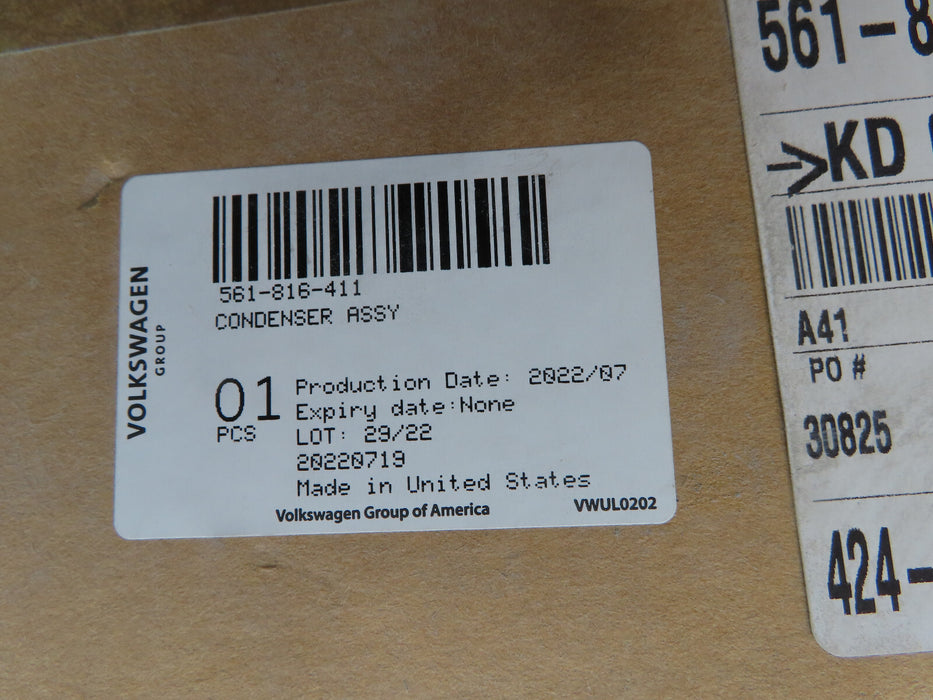 VOLKSWAGEN
GROUP
561-816-411
CONDENSER ASSY
01
PCS
Production Date: 2022/07
Expiry date:None
LOT: 29/22
20220719
Made in United States
Volkswagen Group of America
VWUL0202
561-8
→KD
A41
PO #
30825
424-